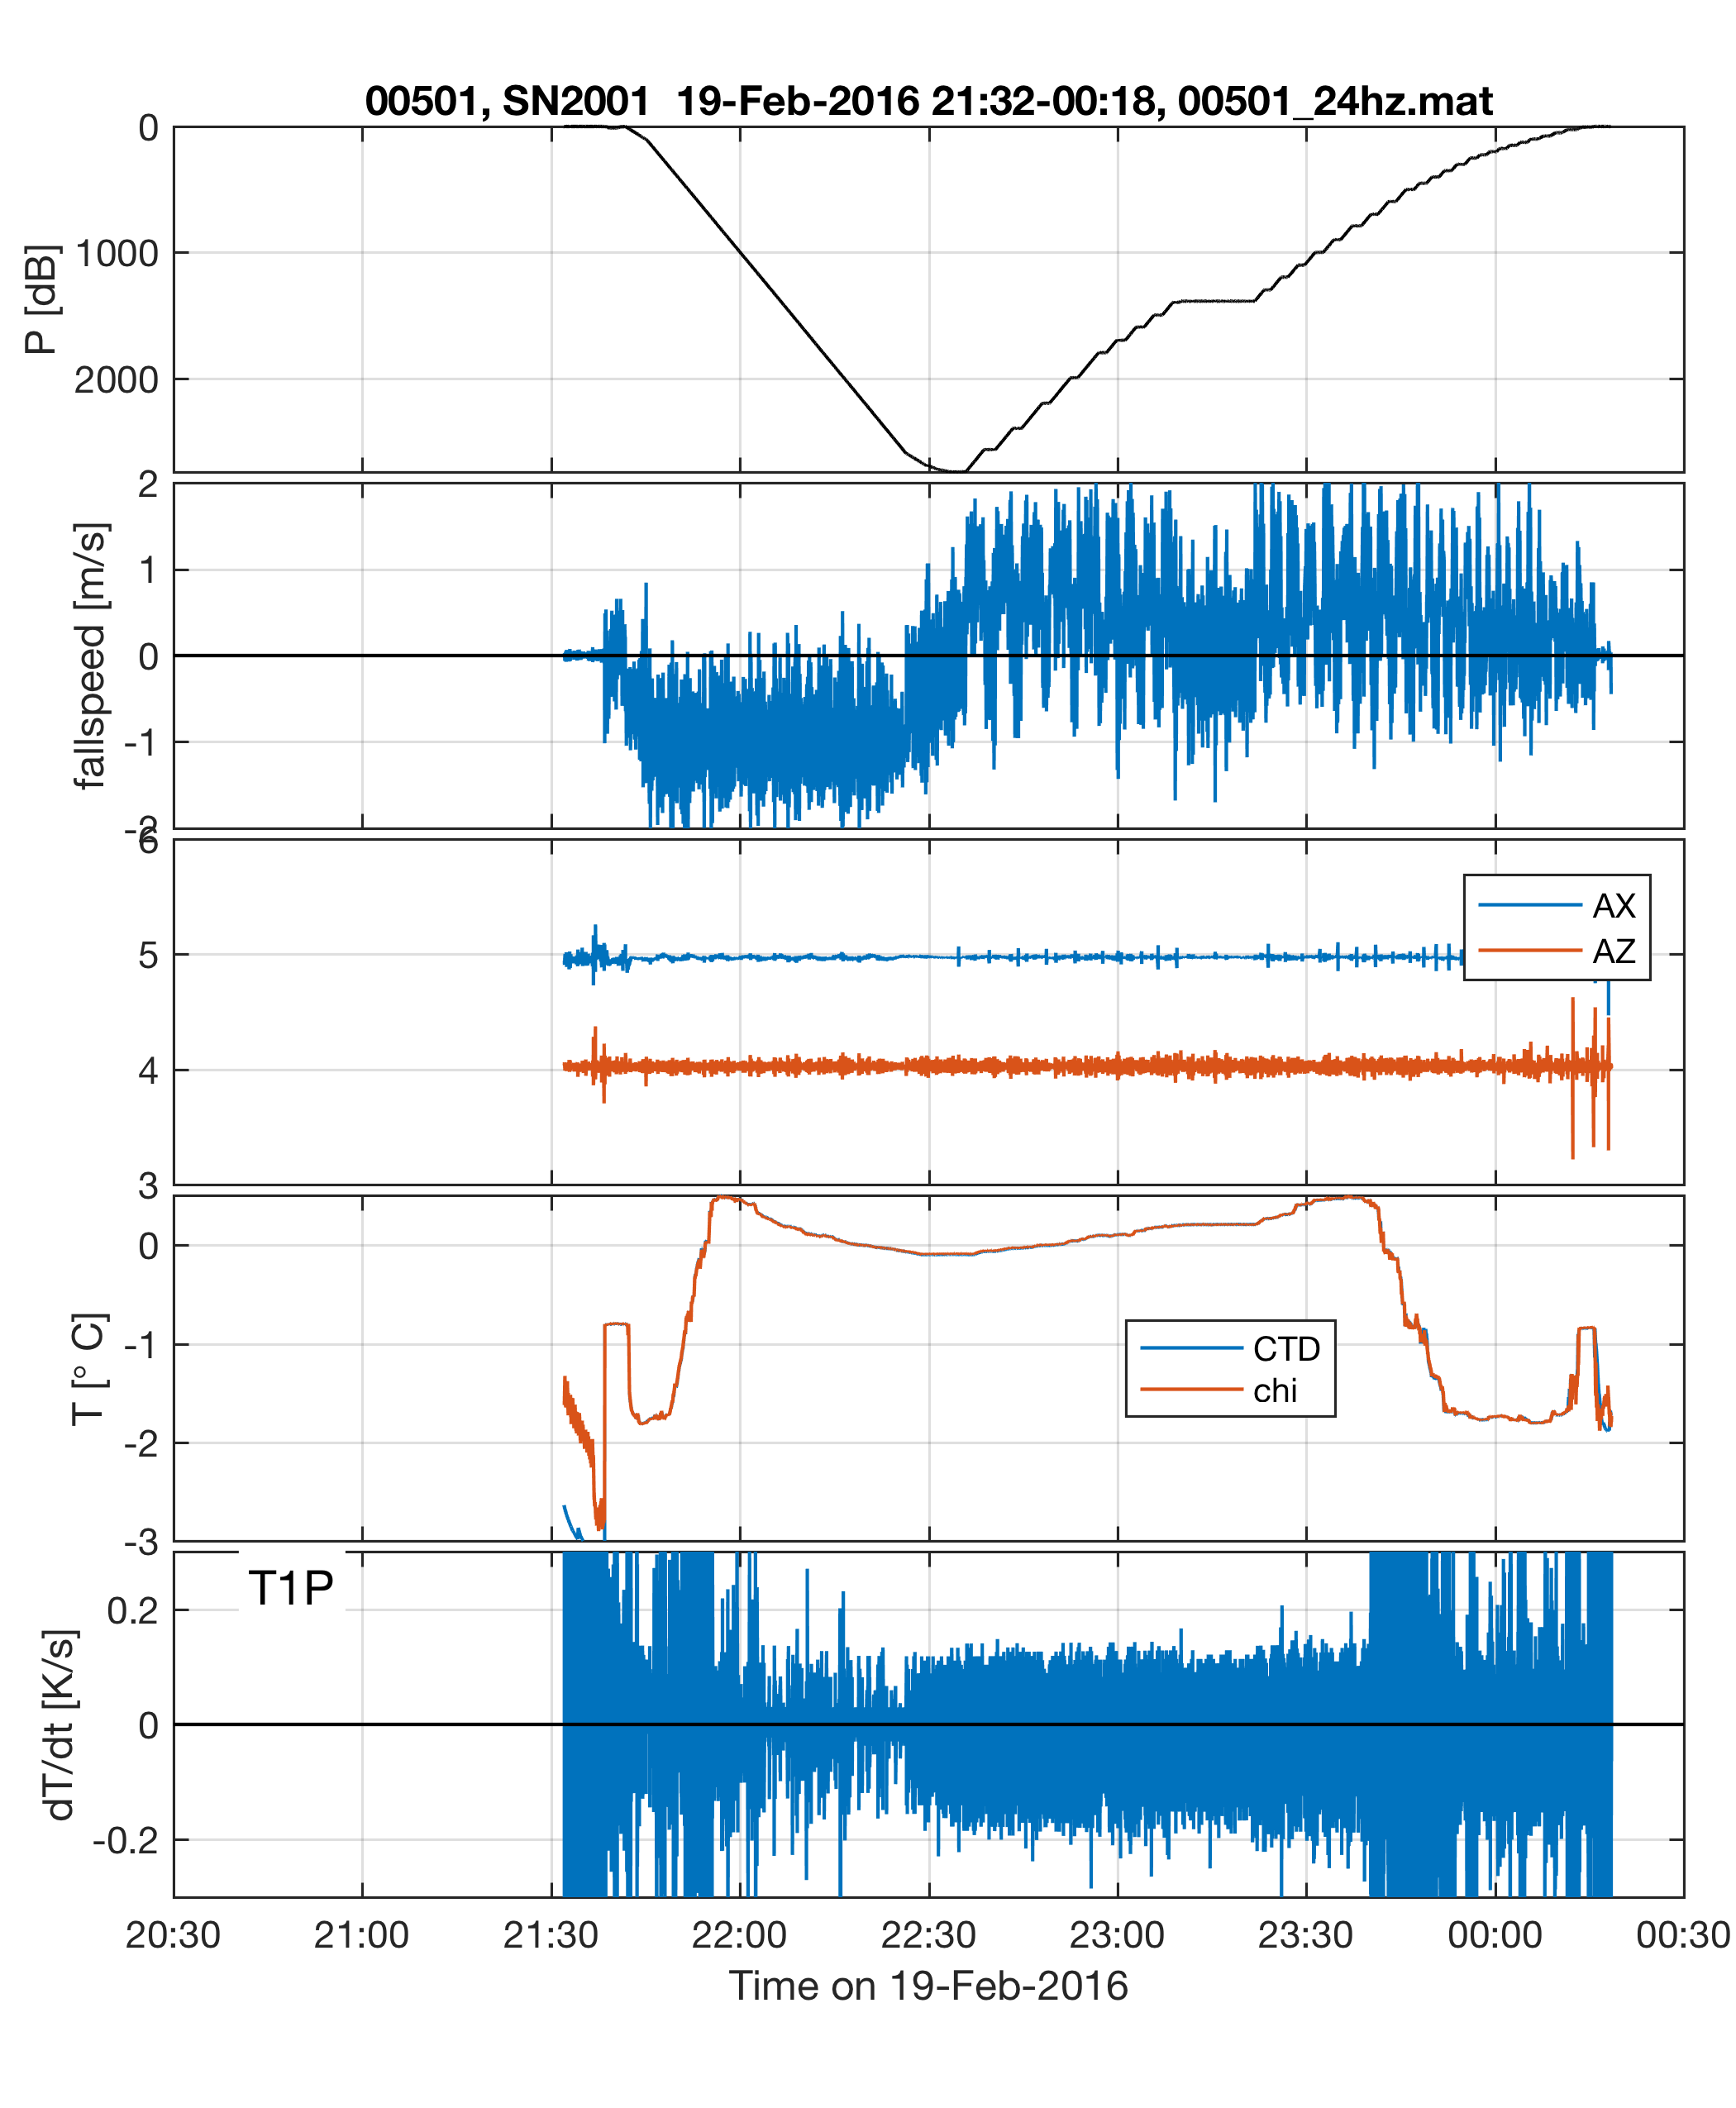 00501, SN2001 19-Feb-2016 21:32-00:18, 00501_24hz.mat
0
1000
2000
P [dB]
2
1
0
-1
-2
fallspeed [m/s]
6
5
4
3
AX
AZ
3
0
-1
-2
-3
T [° C]
CTD
chi
T1P
0.2
0
-0.2
dT/dt [K/s]
20:30 21:00 21:30 22:00 22:30 23:00 23:30 00:00 00:30
Time on 19-Feb-2016